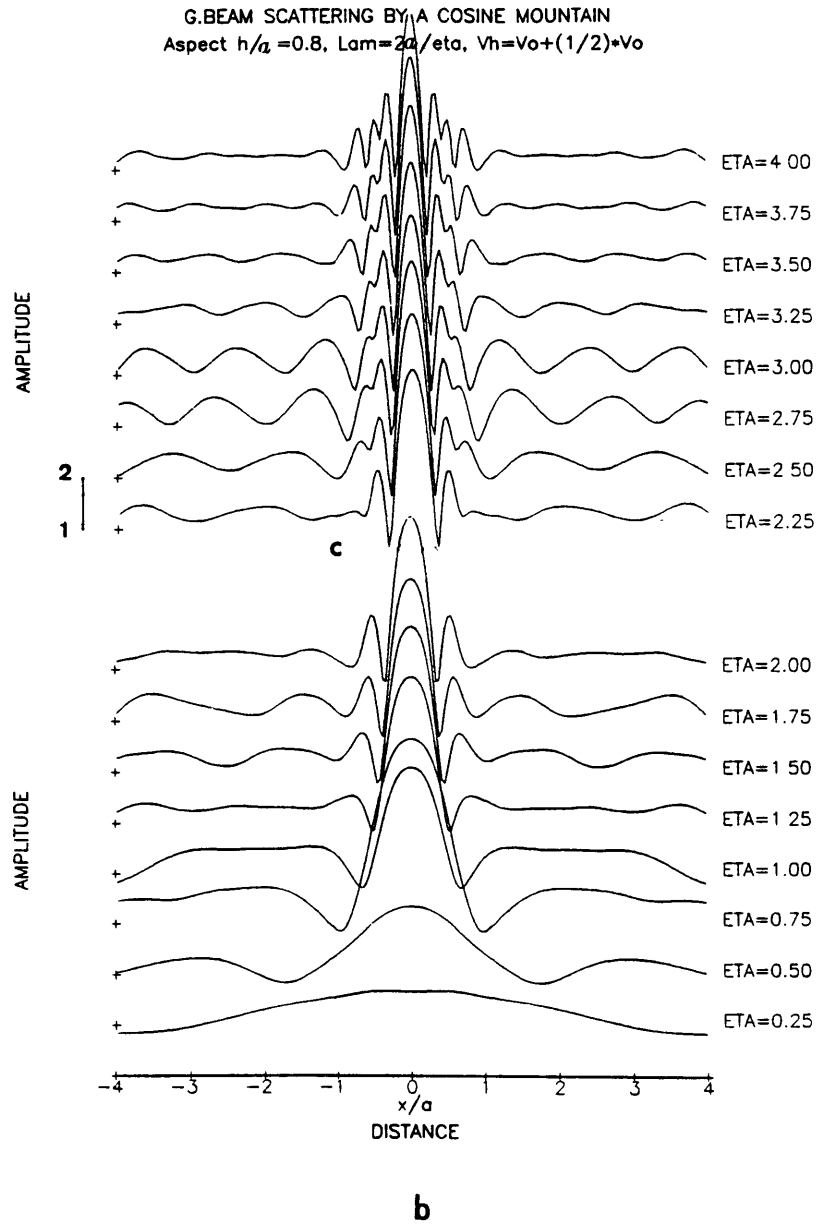 G.BEAM SCATTERING BY A COSINE MOUNTAIN
Aspect h/a =0.8, Lam=2a/eta, Vh=Vo+(1/2)*Vo
ETA=4 00
ETA=3.75
ETA=3.50
ETA=3.25
ETA=3.00
ETA=2.75
ETA=2 50
ETA=2.25
AMPLITUDE
2
1
c
ETA=2.00
ETA=1.75
ETA=1 50
ETA=1 25
ETA=1.00
ETA=0.75
ETA=0.50
ETA=0.25
AMPLITUDE
-4 -3 -2 -1 0 1 2 3 4
x/a
DISTANCE
b